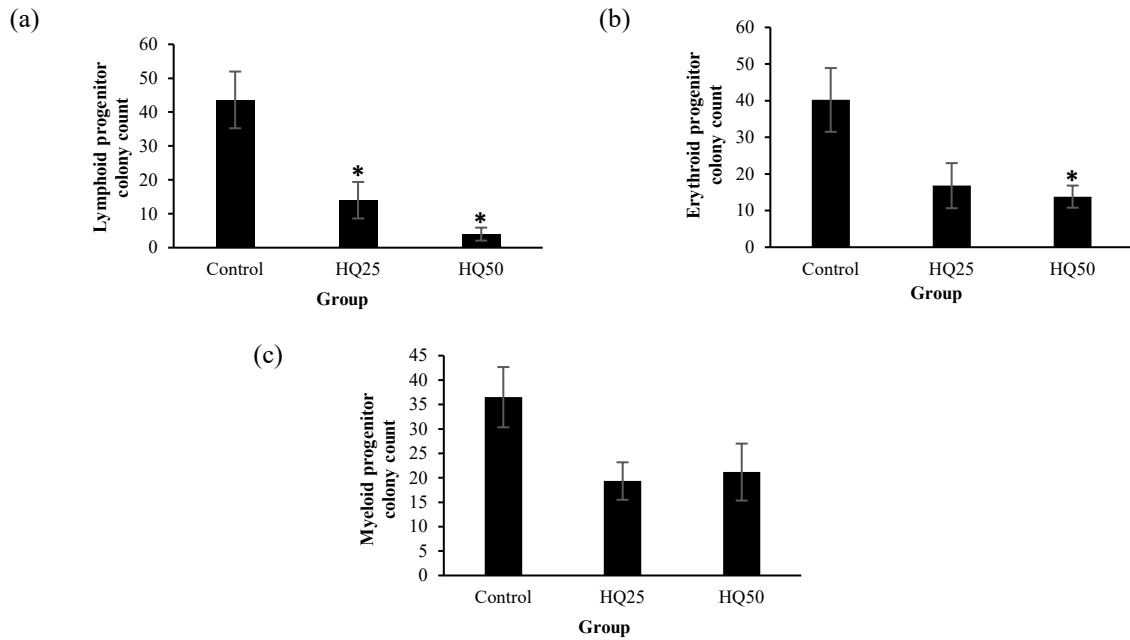 (a)
Lymphoid progenitor
colony count
60
50
40
30
20
10
0
*
*
Control HQ25 HQ50
Group
(b)
Erythroid progenitor
colony count
60
50
40
30
20
10
0
*
Control HQ25 HQ50
Group
(c)
Myeloid progenitor
colony count
45
40
35
30
25
20
15
10
5
0
Control HQ25 HQ50
Group